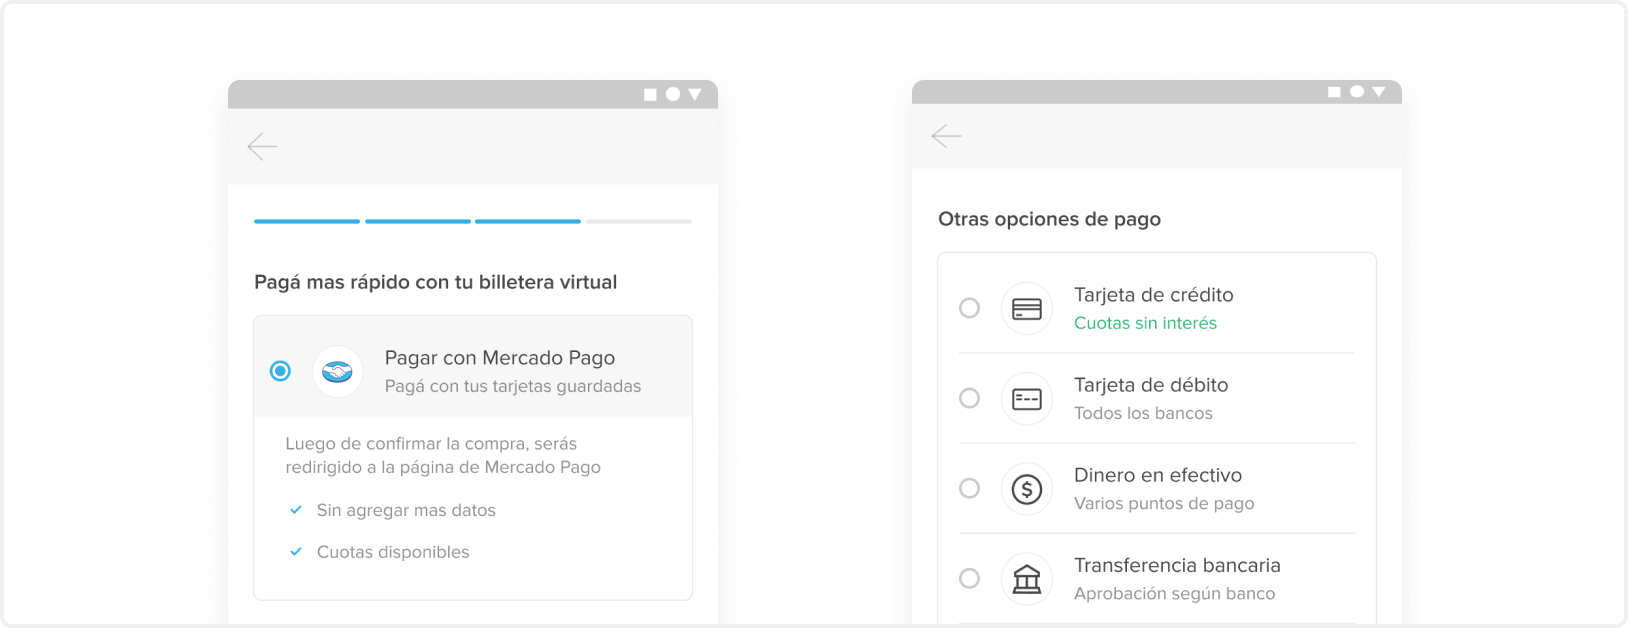 Pagá mas rápido con tu billetera virtual
Pagar con Mercado Pago
Pagá con tus tarjetas guardadas
Luego de confirmar la compra, serás
redirigido a la página de Mercado Pago
Sin agregar mas datos
Cuotas disponibles
Otras opciones de pago
Tarjeta de crédito
Cuotas sin interés
Tarjeta de débito
Todos los bancos
Dinero en efectivo
Varios puntos de pago
Transferencia bancaria
Aprobación según banco